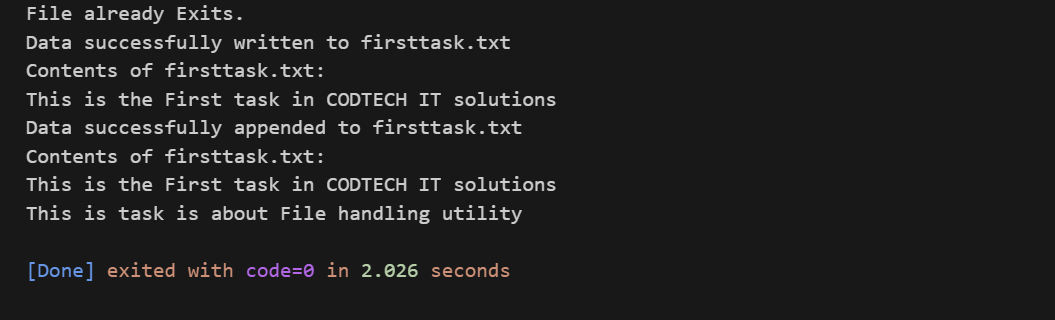 File already Exits.
Data successfully written to firsttask.txt
Contents of firsttask.txt:
This is the First task in CODTECH IT solutions
Data successfully appended to firsttask.txt
Contents of firsttask.txt:
This is the First task in CODTECH IT solutions
This is task is about File handling utility
[Done] exited with code=0 in 2.026 seconds